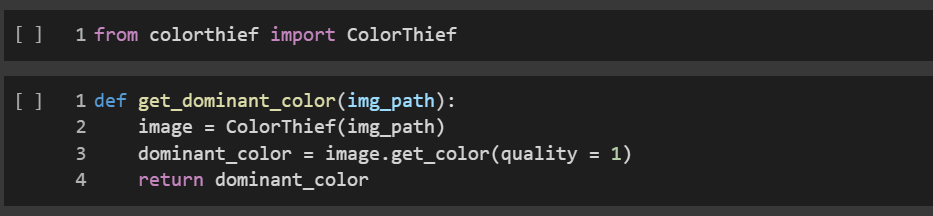 [ ] 1 from colorthief import ColorThief
[ ] 1 def get_dominant_color(img_path):
2     image = ColorThief(img_path)
3     dominant_color = image.get_color(quality = 1)
4     return dominant_color